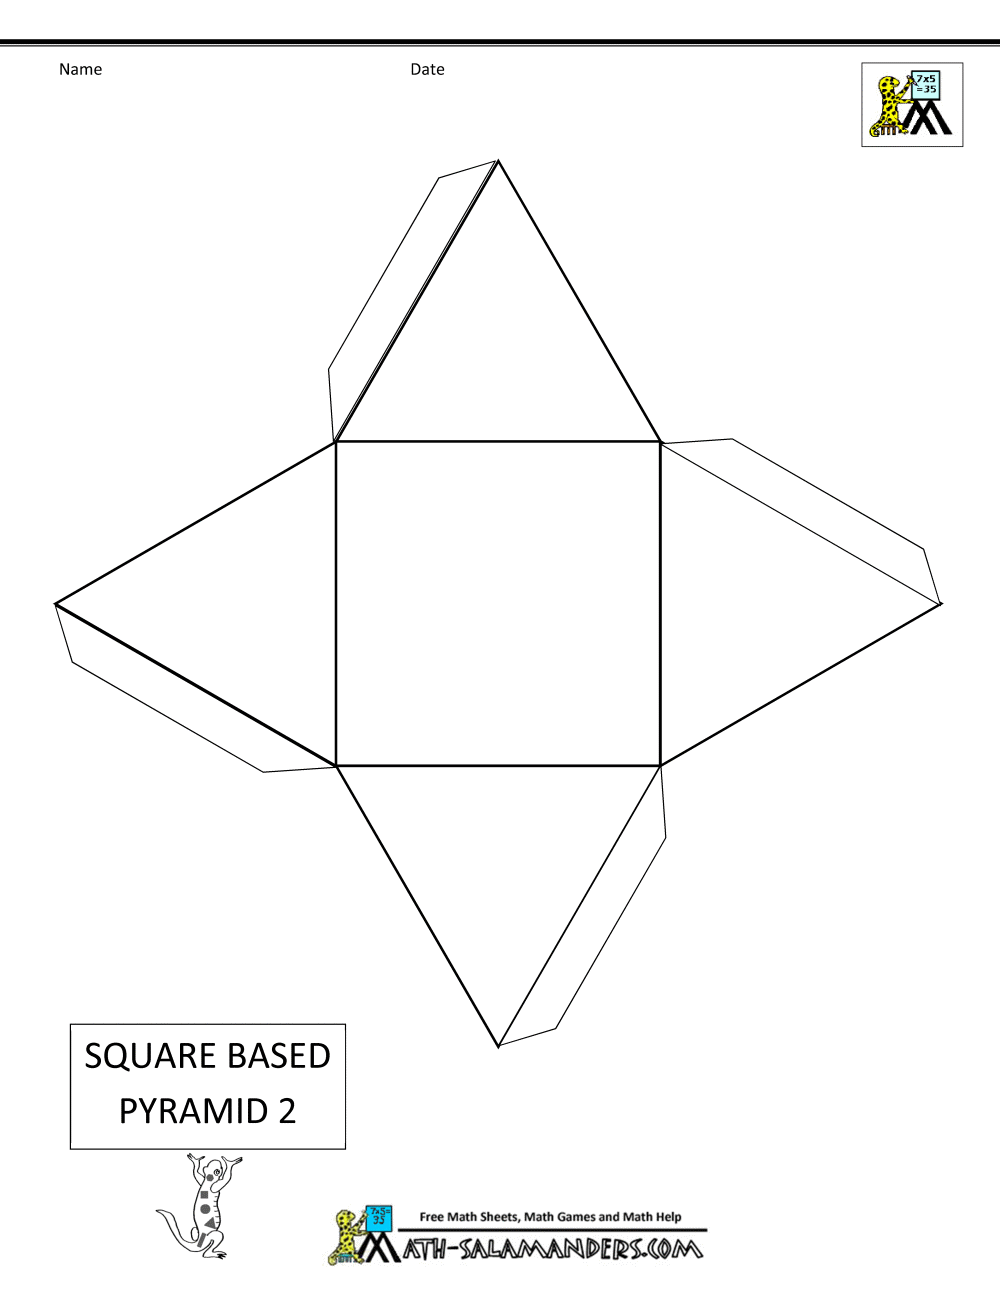 Name Date
7x5
=35
SQUARE BASED
PYRAMID 2
7x5=
35
Free Math Sheets, Math Games and Math Help
MATH-SALAMANDERS.COM